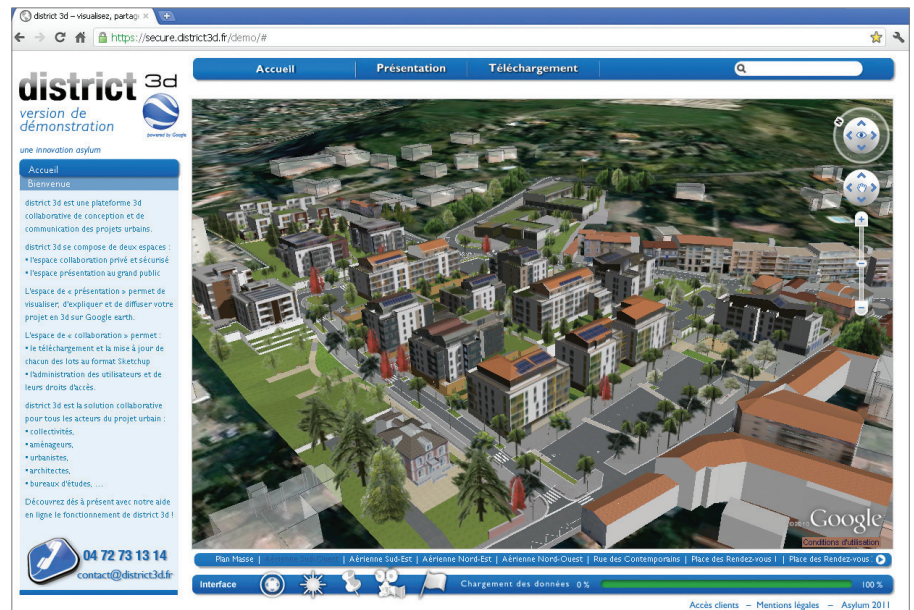 district 3d – visualisez, partag
https://secure.district3d.fr/demo/#
district 3d
version de
démonstration
powered by Google
une innovation asylum
Accueil
Présentation
Téléchargement
Accueil
Bienvenue
district 3d est une plateforme 3d
collaborative de conception et de
communication des projets urbains.
district 3d se compose de deux espaces :
• l'espace collaboration privé et sécurisé
• l'espace présentation au grand public
L'espace de « présentation » permet de
visualiser, d'expliquer et de diffuser votre
projet en 3d sur Google earth.
L'espace de « collaboration » permet :
• le téléchargement et la mise à jour de
chacun des lots au format Sketchup
• l'administration des utilisateurs et de
leurs droits d'accès.
district 3d est la solution collaborative
pour tous les acteurs du projet urbain :
• collectivités,
• aménageurs,
• urbanistes,
• architectes,
• bureaux d'études, ...
Découvrez dès à présent avec notre aide
en ligne le fonctionnement de district 3d !
04 72 73 13 14
contact@district3d.fr
Google
Conditions d'utilisation
Plan Masse | | Aérienne Sud-Est | Aérienne Nord-Est | Aérienne Nord-Ouest | Rue des Contemporains | Place des Rendez-vous I | Place des Rendez-vous
Interface
Chargement des données 0 %
100 %
Accès clients – Mentions légales – Asylum 2011